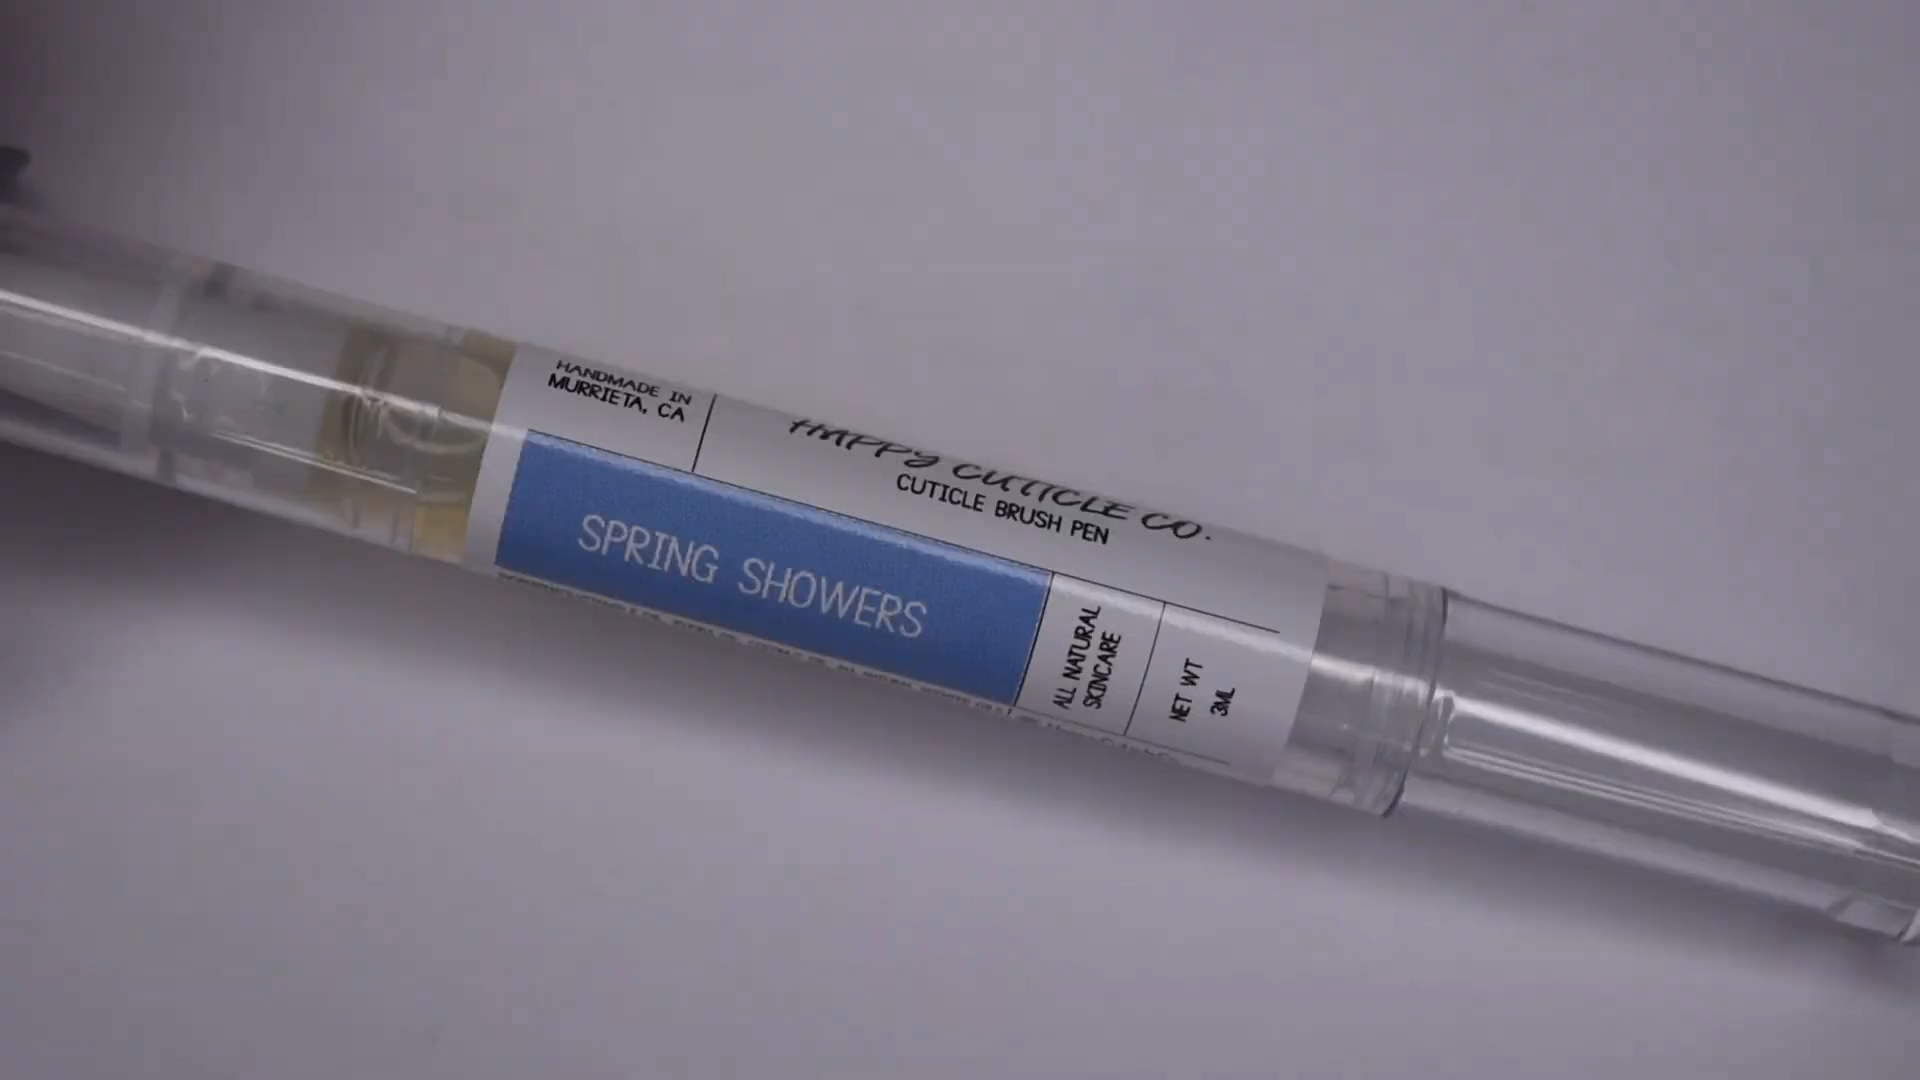 HANDMADE IN
MURRIETA, CA
HAPPY CUTICLE CO.
CUTICLE BRUSH PEN
SPRING SHOWERS
ALL NATURAL
SKINCARE
NET WT
3ML